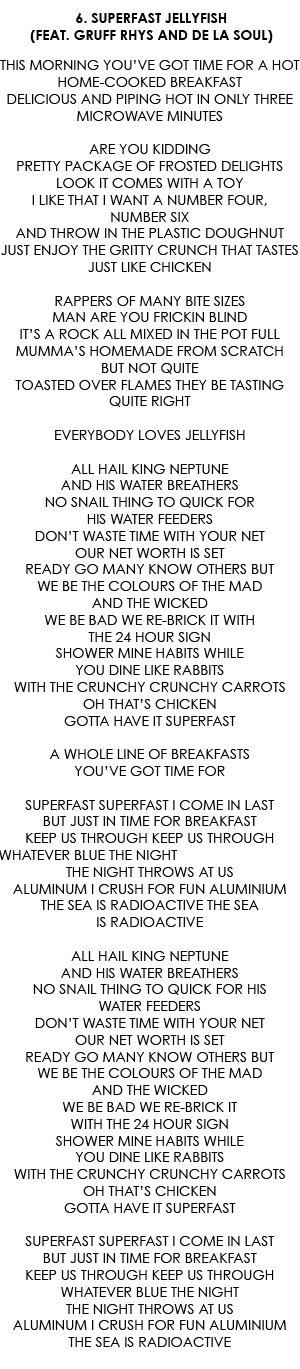 6. SUPERFAST JELLYFISH
(FEAT. GRUFF RHYS AND DE LA SOUL)
THIS MORNING YOU'VE GOT TIME FOR A HOT
HOME-COOKED BREAKFAST
DELICIOUS AND PIPING HOT IN ONLY THREE
MICROWAVE MINUTES
ARE YOU KIDDING
PRETTY PACKAGE OF FROSTED DELIGHTS
LOOK IT COMES WITH A TOY
I LIKE THAT I WANT A NUMBER FOUR,
NUMBER SIX
AND THROW IN THE PLASTIC DOUGHNUT
JUST ENJOY THE GRITTY CRUNCH THAT TASTES
JUST LIKE CHICKEN
RAPPERS OF MANY BITE SIZES
MAN ARE YOU FRICKIN BLIND
IT'S A ROCK ALL MIXED IN THE POT FULL
MUMMA'S HOMEMADE FROM SCRATCH
BUT NOT QUITE
TOASTED OVER FLAMES THEY BE TASTING
QUITE RIGHT
EVERYBODY LOVES JELLYFISH
ALL HAIL KING NEPTUNE
AND HIS WATER BREATHERS
NO SNAIL THING TO QUICK FOR
HIS WATER FEEDERS
DON'T WASTE TIME WITH YOUR NET
OUR NET WORTH IS SET
READY GO MANY KNOW OTHERS BUT
WE BE THE COLOURS OF THE MAD
AND THE WICKED
WE BE BAD WE RE-BRICK IT WITH
THE 24 HOUR SIGN
SHOWER MINE HABITS WHILE
YOU DINE LIKE RABBITS
WITH THE CRUNCHY CRUNCHY CARROTS
OH THAT'S CHICKEN
GOTTA HAVE IT SUPERFAST
A WHOLE LINE OF BREAKFASTS
YOU'VE GOT TIME FOR
SUPERFAST SUPERFAST I COME IN LAST
BUT JUST IN TIME FOR BREAKFAST
KEEP US THROUGH KEEP US THROUGH
WHATEVER BLUE THE NIGHT
THE NIGHT THROWS AT US
ALUMINUM I CRUSH FOR FUN ALUMINIUM
THE SEA IS RADIOACTIVE THE SEA
IS RADIOACTIVE
ALL HAIL KING NEPTUNE
AND HIS WATER BREATHERS
NO SNAIL THING TO QUICK FOR HIS
WATER FEEDERS
DON'T WASTE TIME WITH YOUR NET
OUR NET WORTH IS SET
READY GO MANY KNOW OTHERS BUT
WE BE THE COLOURS OF THE MAD
AND THE WICKED
WE BE BAD WE RE-BRICK IT
WITH THE 24 HOUR SIGN
SHOWER MINE HABITS WHILE
YOU DINE LIKE RABBITS
WITH THE CRUNCHY CRUNCHY CARROTS
OH THAT'S CHICKEN
GOTTA HAVE IT SUPERFAST
SUPERFAST SUPERFAST I COME IN LAST
BUT JUST IN TIME FOR BREAKFAST
KEEP US THROUGH KEEP US THROUGH
WHATEVER BLUE THE NIGHT
THE NIGHT THROWS AT US
ALUMINUM I CRUSH FOR FUN ALUMINIUM
THE SEA IS RADIOACTIVE